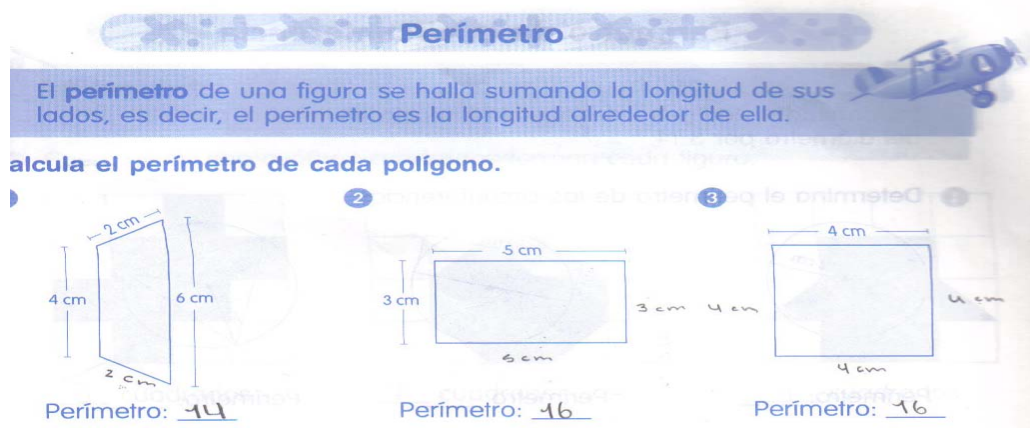 Perímetro
El perímetro de una figura se halla sumando la longitud de sus
lados, es decir, el perímetro es la longitud alrededor de ella.
alcula el perímetro de cada polígono.
2 cm
4 cm
6 cm
2 cm
Perímetro: 14
2
5 cm
3 cm
3 cm
5 cm
Perímetro: 16
3
4 cm
4 cm
4 cm
4 cm
Perímetro: 16